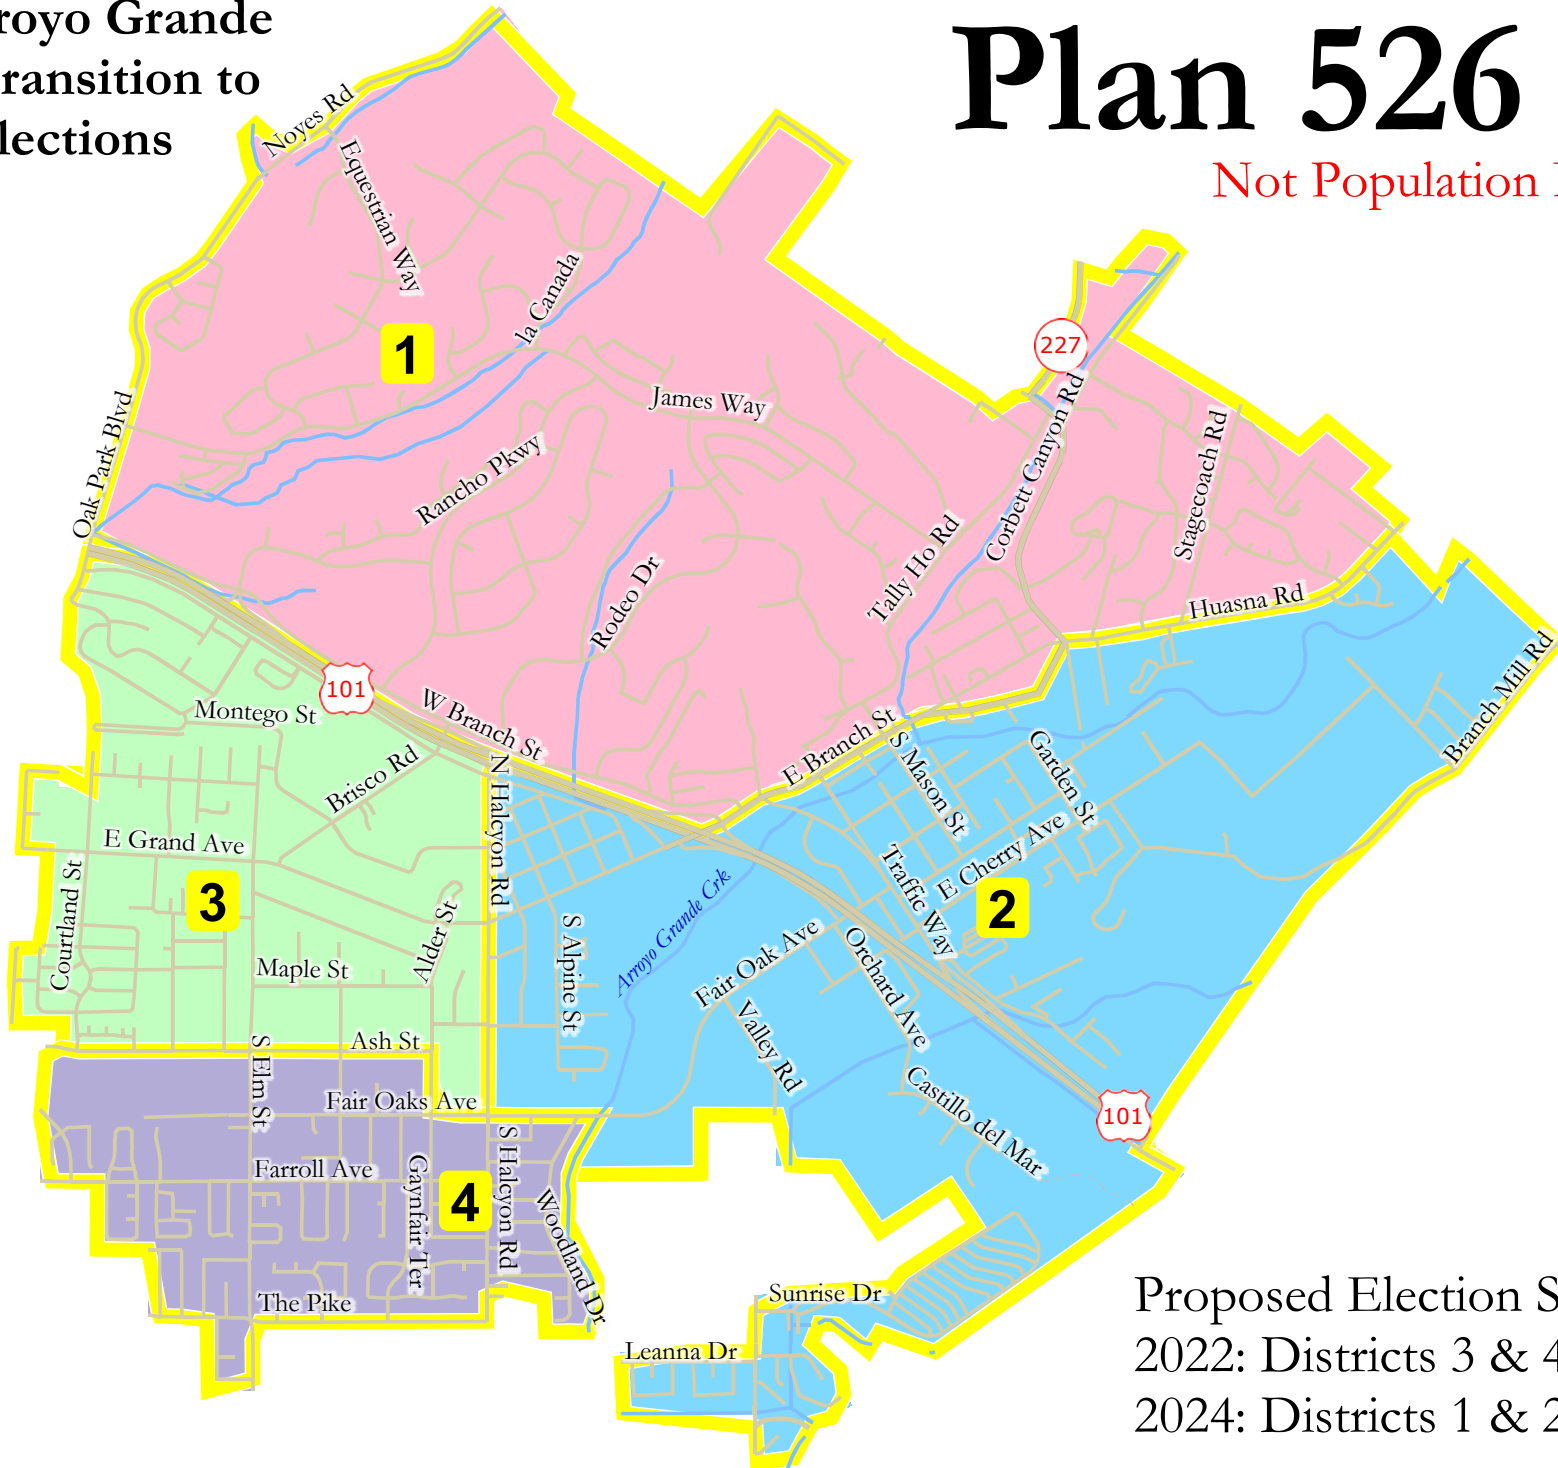 royo Grande
ransition to
lections
Plan 526
Not Population
Noyes Rd
Equestrian Way
la Canada
1
227
James Way
Oak Park Blvd
Rancho Pkwy
Corbett Canyon Rd
Stagecoach Rd
Tally Ho Rd
Rodeo Dr
Huasna Rd
101
Montego St
W Branch St
E Branch St
Branch Mill Rd
Brisco Rd
N Halcyon Rd
S Mason St
Garden St
E Grand Ave
E Cherry Ave
Traffic Way
3
2
Courtland St
Alder St
S Alpine St
Arroyo Grande Crk
Fair Oak Ave
Orchard Ave
Maple St
Valley Rd
Ash St
S Elm St
Fair Oaks Ave
Castillo del Mar
101
Farroll Ave
Gaynfair Ter
4
S Halcyon Rd
Woodland Dr
The Pike
Sunrise Dr
Leanna Dr
Proposed Election S
2022: Districts 3 & 4
2024: Districts 1 & 2